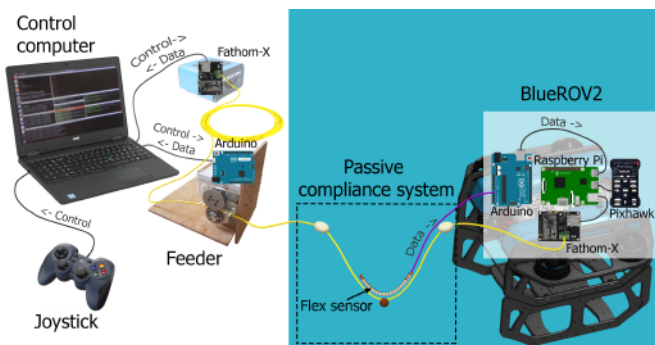 Control
computer
Control->
<- Data
Fathom-X
Control ->
<- Data
Arduino
<- Control
Feeder
Joystick
Passive
compliance system
Data ->
Flex sensor
BlueROV2
Data ->
Raspberry Pi
Arduino
Pixhawk
Fathom-X